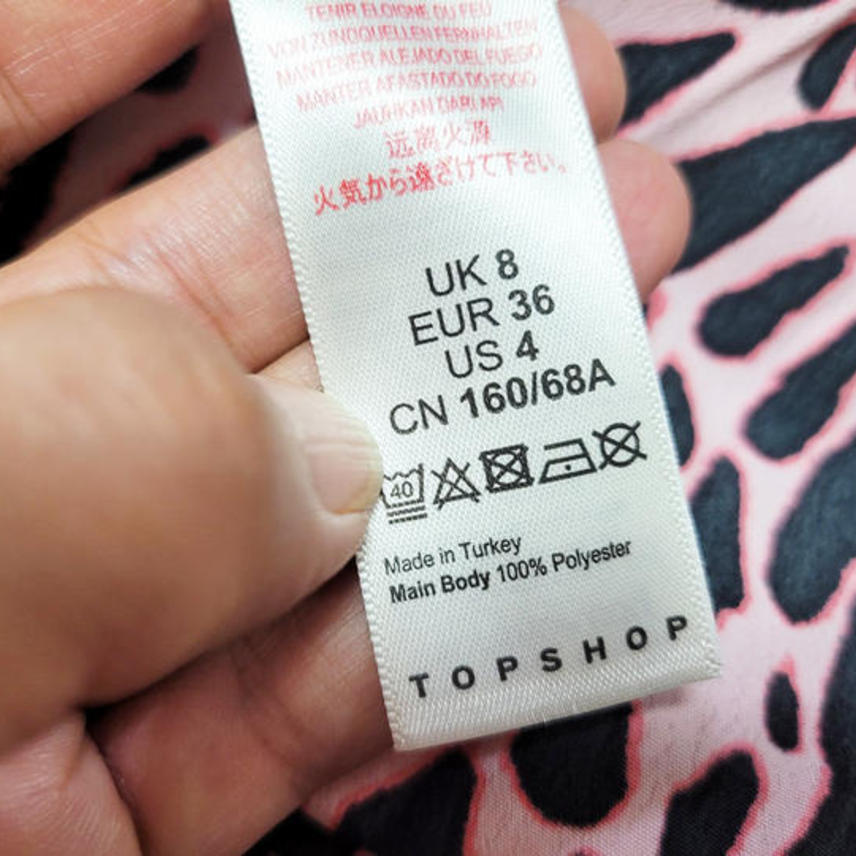 TENIR ELOIGNE DU FEU
VON ZUNDQUELLEN FERNHALTEN
MANTENER ALEJADO DEL FUEGO
MANTER AFASTADO DO FOGO
JAUHKAN DARI API
远离火源
火気から遠ざけて下さい。
UK 8
EUR 36
US 4
CN 160/68A
40
Made in Turkey
Main Body 100% Polyester
TOPSHOP